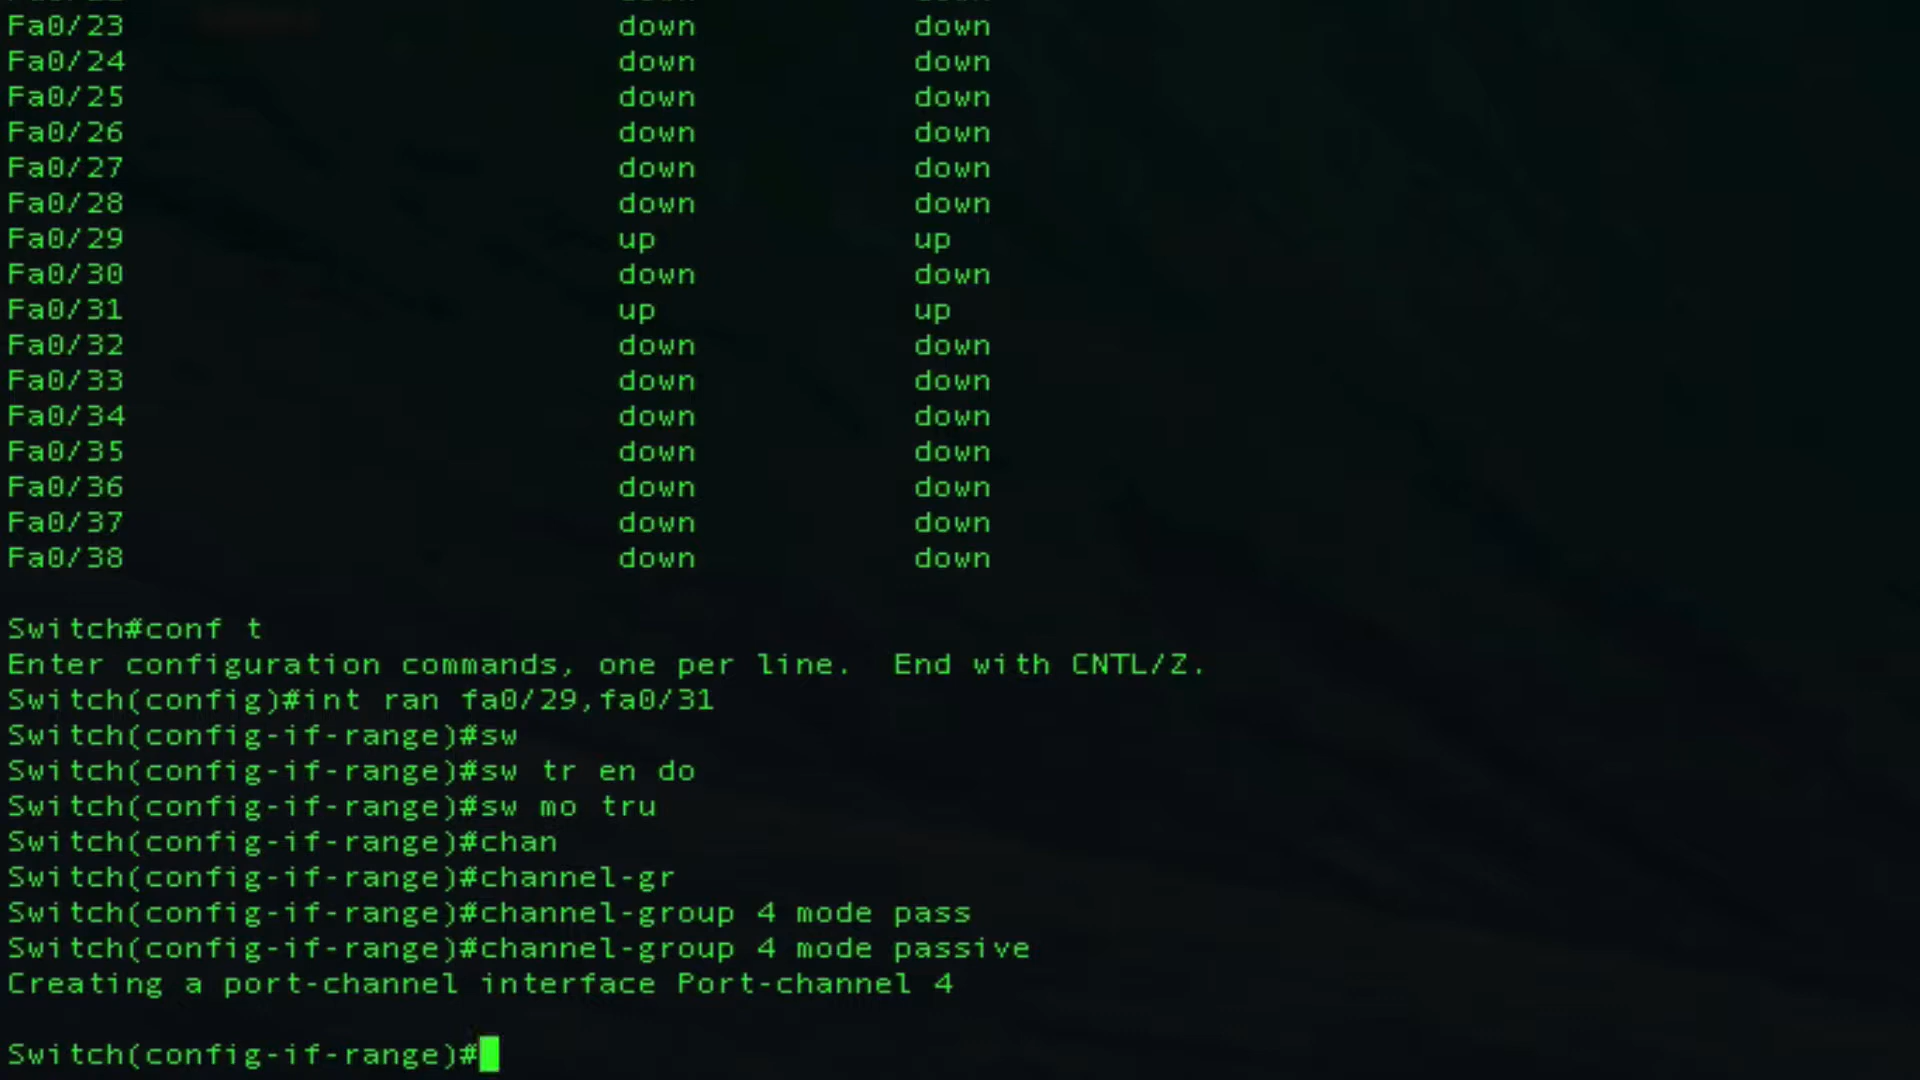 Fa0/23 down down
Fa0/24 down down
Fa0/25 down down
Fa0/26 down down
Fa0/27 down down
Fa0/28 down down
Fa0/29 up up
Fa0/30 down down
Fa0/31 up up
Fa0/32 down down
Fa0/33 down down
Fa0/34 down down
Fa0/35 down down
Fa0/36 down down
Fa0/37 down down
Fa0/38 down down
Switch#conf t
Enter configuration commands, one per line.  End with CNTL/Z.
Switch(config)#int ran fa0/29,fa0/31
Switch(config-if-range)#sw
Switch(config-if-range)#sw tr en do
Switch(config-if-range)#sw mo tru
Switch(config-if-range)#chan
Switch(config-if-range)#channel-gr
Switch(config-if-range)#channel-group 4 mode pass
Switch(config-if-range)#channel-group 4 mode passive
Creating a port-channel interface Port-channel 4
Switch(config-if-range)#